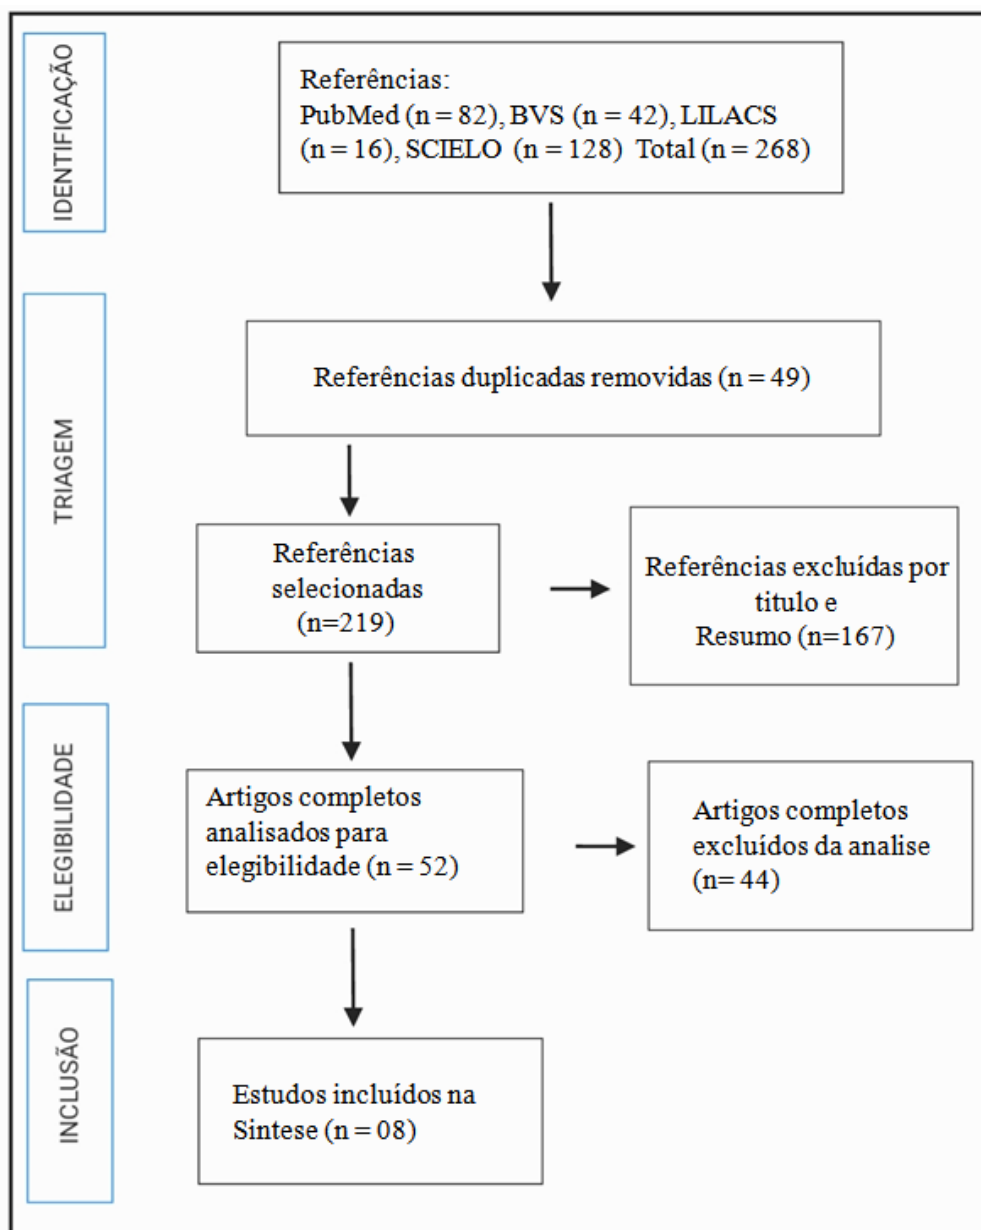 IDENTIFICAÇÃO
Referências:
PubMed (n = 82), BVS (n = 42), LILACS
(n = 16), SCIELO (n = 128) Total (n = 268)
TRIAGEM
Referências duplicadas removidas (n = 49)
Referências
selecionadas
(n=219)
Referências excluídas por
titulo e
Resumo (n=167)
ELEGIBILIDADE
Artigos completos
analisados para
elegibilidade (n = 52)
Artigos completos
excluídos da analise
(n= 44)
INCLUSÃO
Estudos incluídos na
Sintese (n = 08)